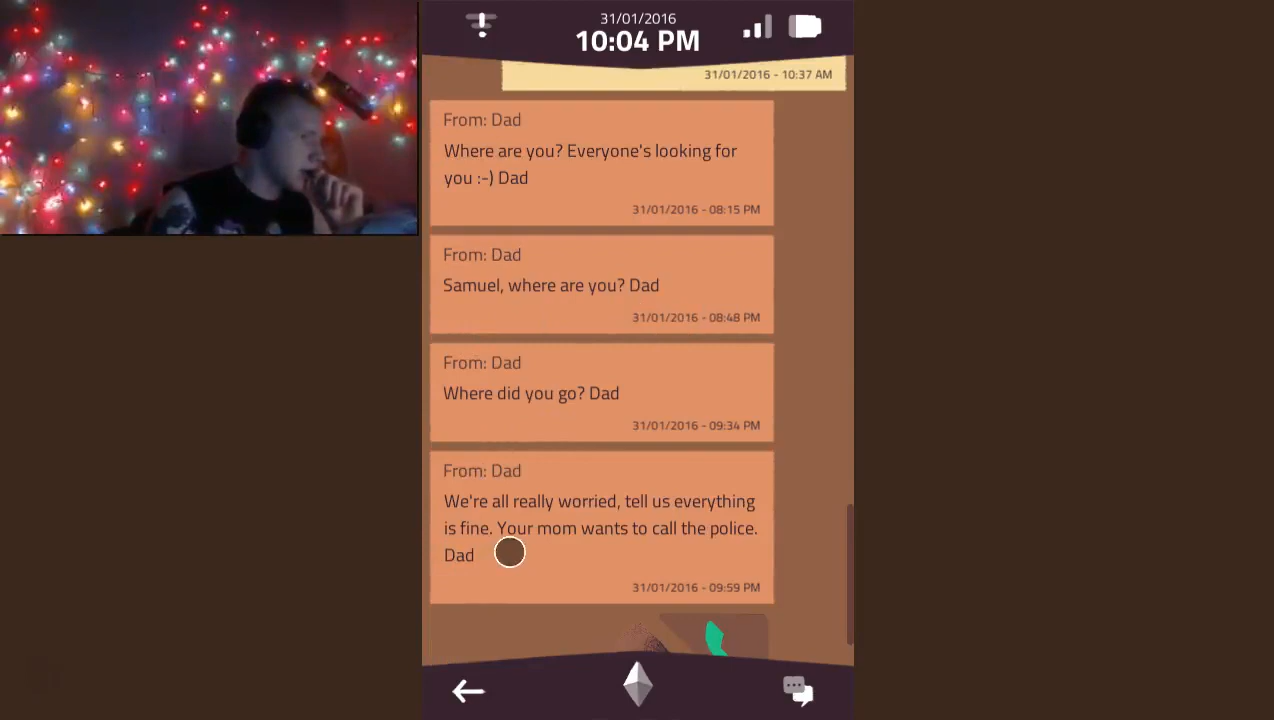 31/01/2016
10:04 PM
31/01/2016 - 10:37 AM
From: Dad
Where are you? Everyone's looking for
you :-) Dad
31/01/2016 - 08:15 PM
From: Dad
Samuel, where are you? Dad
31/01/2016 - 08:48 PM
From: Dad
Where did you go? Dad
31/01/2016 - 09:34 PM
From: Dad
We're all really worried, tell us everything
is fine. Your mom wants to call the police.
Dad
31/01/2016 - 09:59 PM